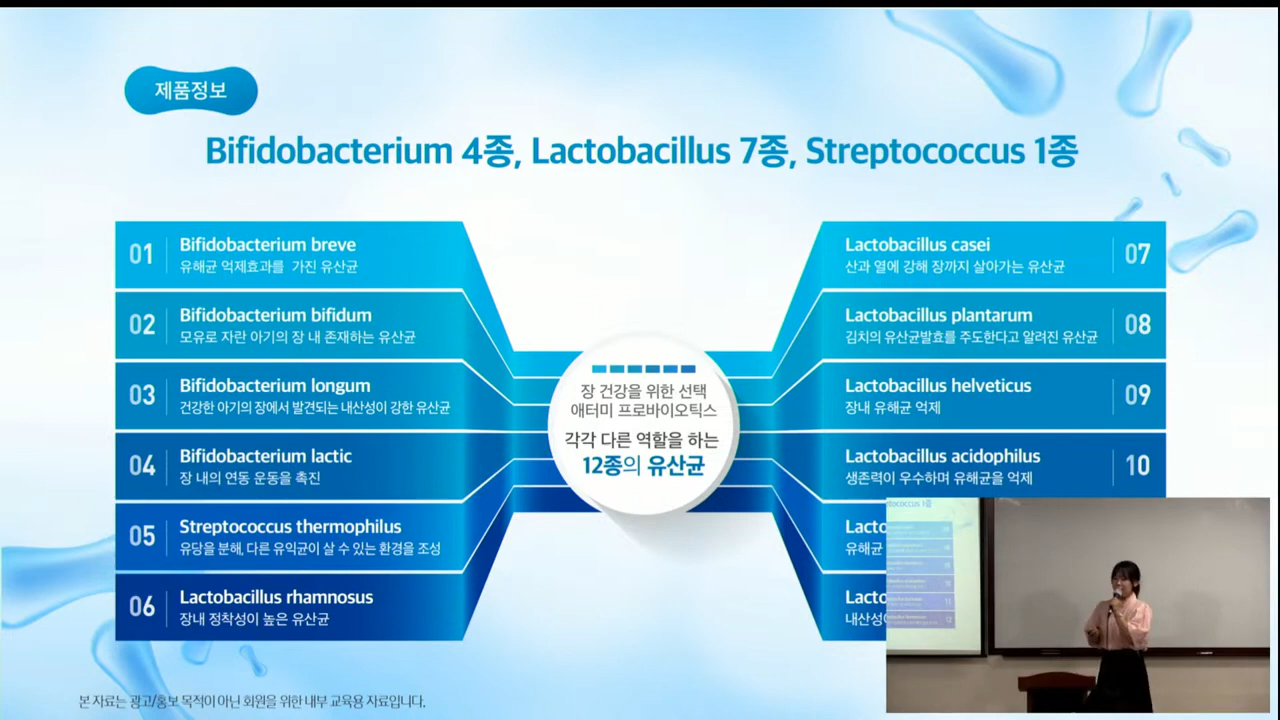 제품정보
Bifidobacterium 4종, Lactobacillus 7종, Streptococcus 1종
01
Bifidobacterium breve
유해균 억제효과를 가진 유산균
02
Bifidobacterium bifidum
모유로 자란 아기의 장 내 존재하는 유산균
03
Bifidobacterium longum
건강한 아기의 장에서 발견되는 내산성이 강한 유산균
04
Bifidobacterium lactic
장 내의 연동 운동을 촉진
05
Streptococcus thermophilus
유당을 분해, 다른 유익균이 살 수 있는 환경을 조성
06
Lactobacillus rhamnosus
장내 정착성이 높은 유산균
장 건강을 위한 선택
애터미 프로바이오틱스
각각 다른 역할을 하는
12종의 유산균
Lactobacillus casei
산과 열에 강해 장까지 살아가는 유산균
07
Lactobacillus plantarum
김치의 유산균발효를 주도한다고 알려진 유산균
08
Lactobacillus helveticus
장내 유해균 억제
09
Lactobacillus acidophilus
생존력이 우수하며 유해균을 억제
10
Lacto
유해균
Lacto
내산성
본 자료는 광고/홍보 목적이 아닌 회원을 위한 내부 교육용 자료입니다.